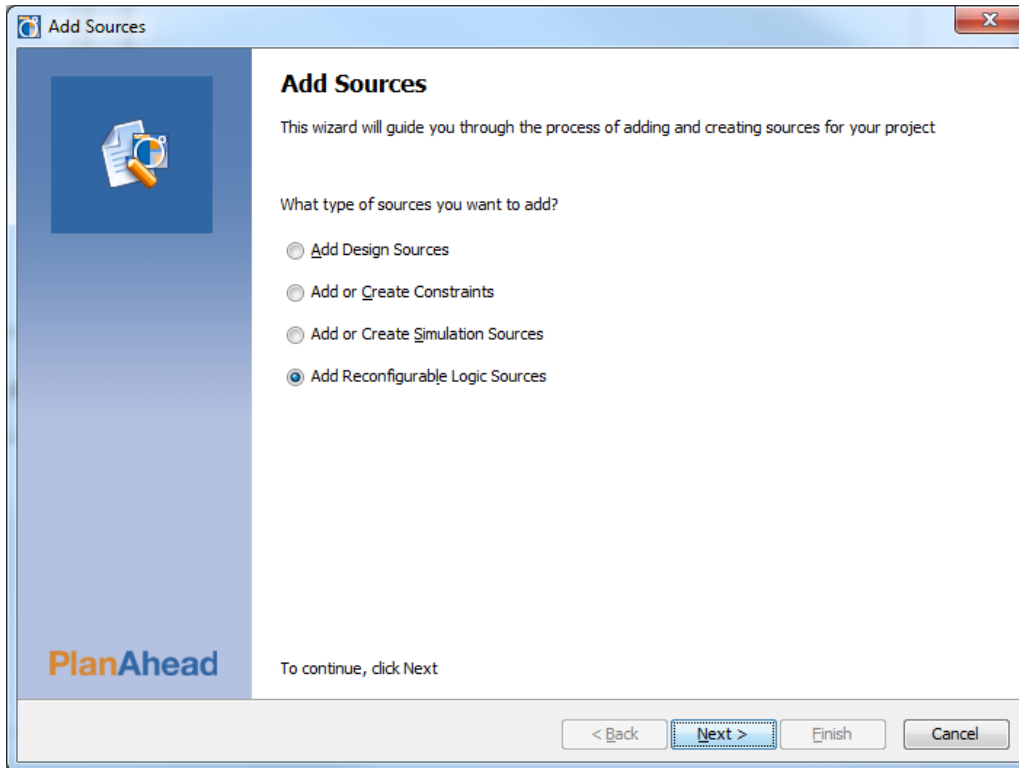 Add Sources
Add Sources
This wizard will guide you through the process of adding and creating sources for your project
What type of sources you want to add?
Add Design Sources
Add or Create Constraints
Add or Create Simulation Sources
Add Reconfigurable Logic Sources
PlanAhead
To continue, click Next
< Back Next > Finish Cancel